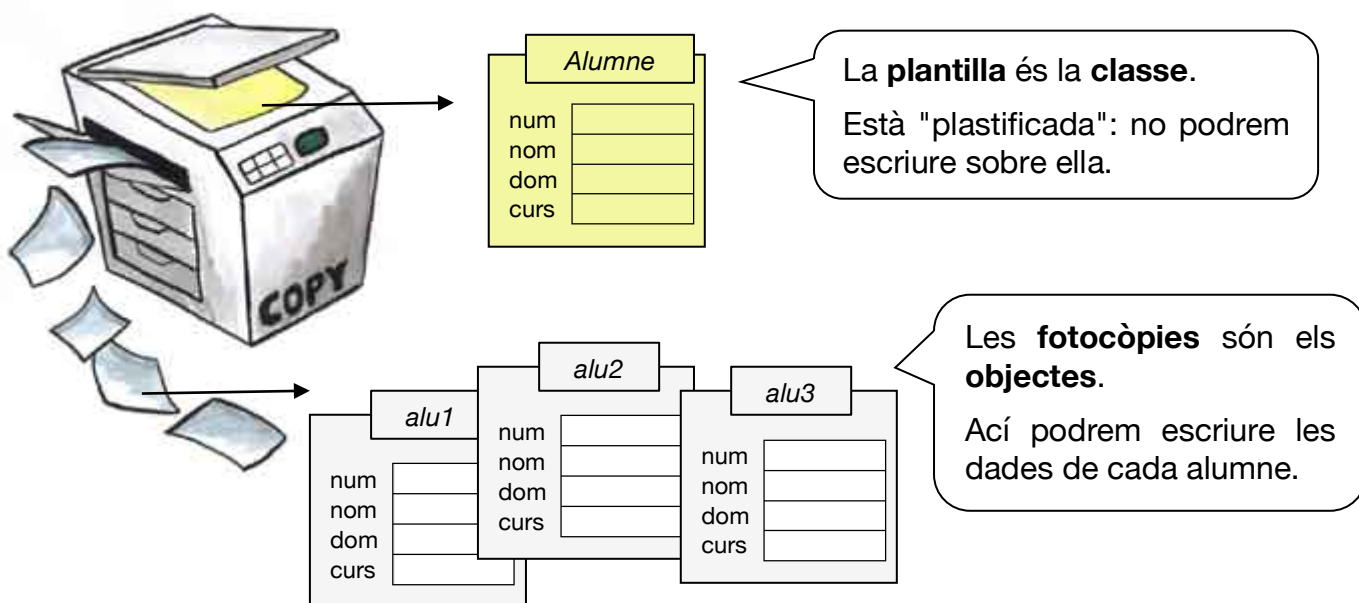 Alumne
num
nom
dom
curs
La plantilla és la classe.
Està "plastificada": no podrem
escriure sobre ella.
COPY
alu1
num
nom
dom
curs
alu2
num
nom
dom
curs
alu3
num
nom
dom
curs
Les fotocòpies són els
objectes.
Ací podrem escriure les
dades de cada alumne.